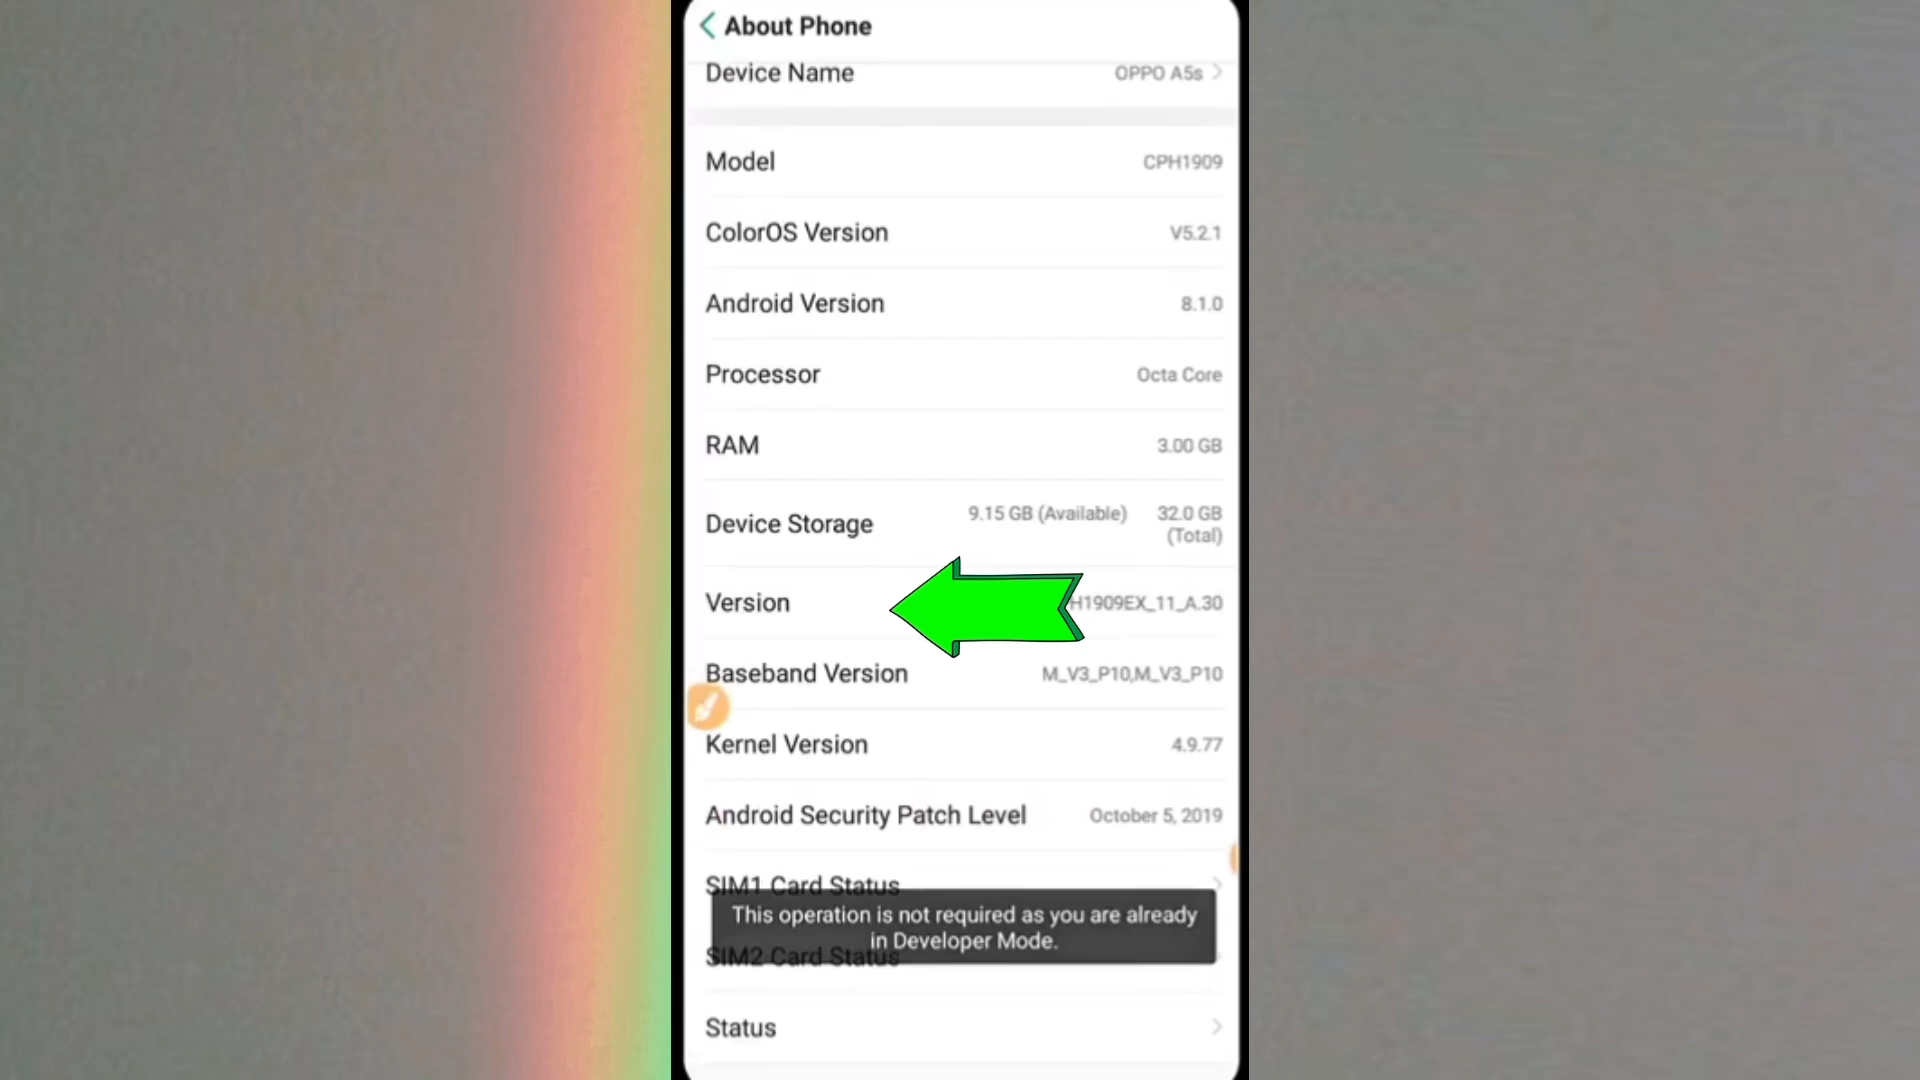 About Phone
Device Name OPPO A5s
Model CPH1909
ColorOS Version V5.2.1
Android Version 8.1.0
Processor Octa Core
RAM 3.00 GB
Device Storage 9.15 GB (Available) 32.0 GB
(Total)
Version H1909EX_11_A.30
Baseband Version M_V3_P10,M_V3_P10
Kernel Version 4.9.77
Android Security Patch Level October 5, 2019
SIM1 Card Status
This operation is not required as you are already
in Developer Mode.
SIM2 Card Status
Status